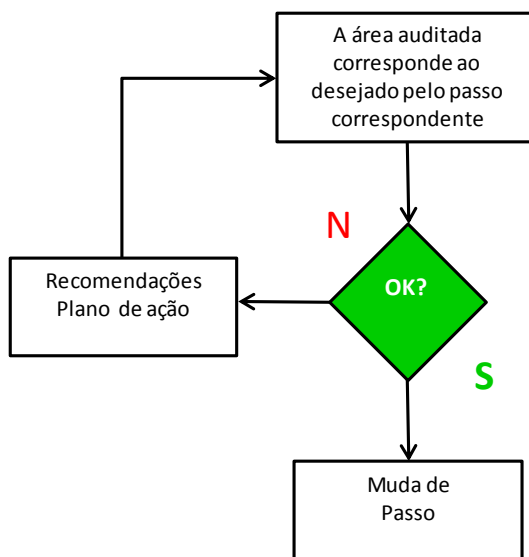 A área auditada
corresponde ao
desejado pelo passo
correspondente
N
OK?
Recomendações
Plano de ação
S
Muda de
Passo